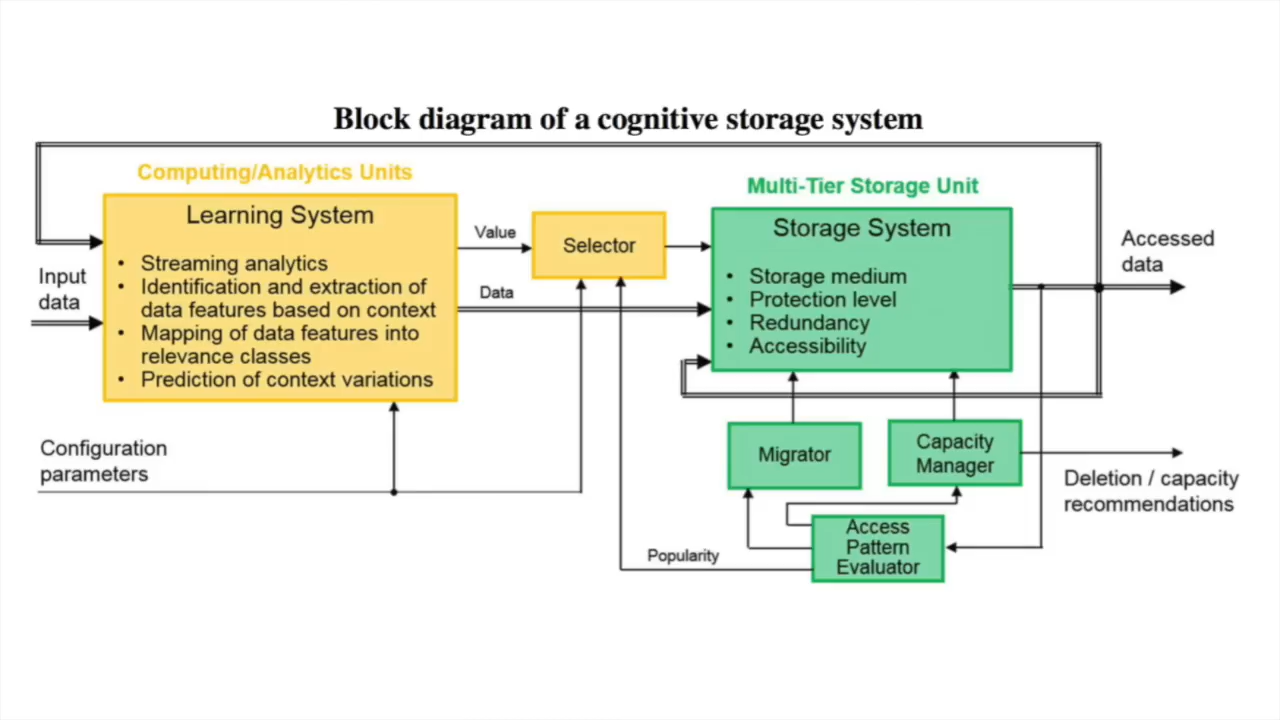 Block diagram of a cognitive storage system
Computing/Analytics Units
Learning System
• Streaming analytics
• Identification and extraction of
data features based on context
• Mapping of data features into
relevance classes
• Prediction of context variations
Input
data
Configuration
parameters
Value
Data
Selector
Popularity
Multi-Tier Storage Unit
Storage System
• Storage medium
• Protection level
• Redundancy
• Accessibility
Migrator
Capacity
Manager
Access
Pattern
Evaluator
Accessed
data
Deletion / capacity
recommendations